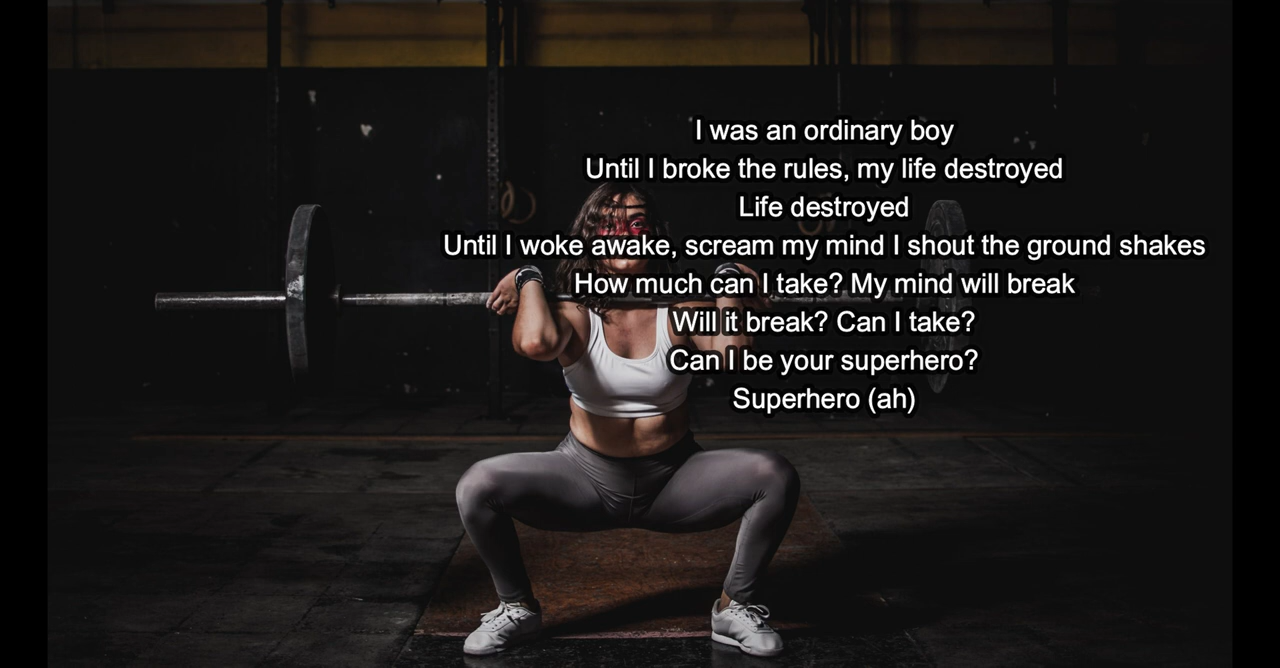 I was an ordinary boy
Until I broke the rules, my life destroyed
Life destroyed
Until I woke awake, scream my mind I shout the ground shakes
How much can I take? My mind will break
Will it break? Can I take?
Can I be your superhero?
Superhero (ah)